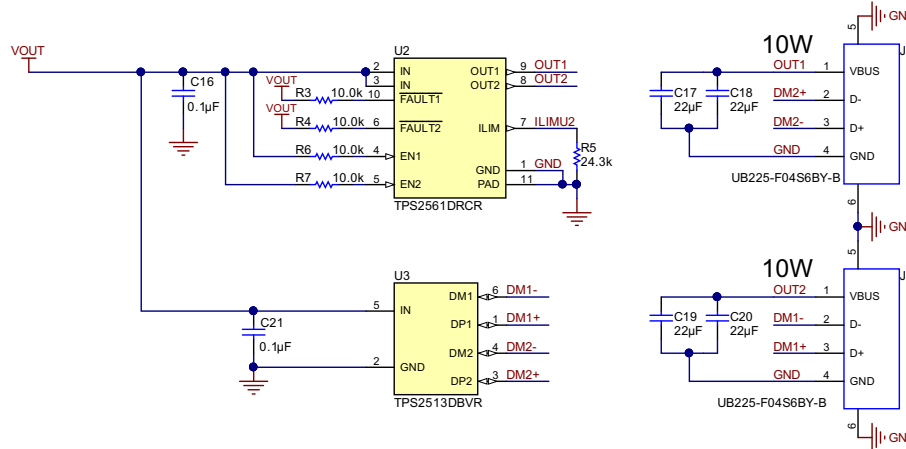 VOUT
C16
0.1µF
VOUT
R3 10.0k
VOUT
R4 10.0k
R6 10.0k
R7 10.0k
U2
2 IN
3 IN
10 FAULT1
6 FAULT2
4 EN1
5 EN2
OUT1 9 OUT1
OUT2 8 OUT2
ILIM 7 ILIMU2
GND 1 GND
PAD 11
TPS2561DRCR
R5
24.3k
C21
0.1µF
U3
5 IN
2 GND
DM1 6 DM1-
DP1 1 DM1+
DM2 4 DM2-
DP2 3 DM2+
TPS2513DBVR
10W
5
GN
J
C17
22µF
C18
22µF
OUT1 1 VBUS
DM2+ 2 D-
DM2- 3 D+
GND 4 GND
UB225-F04S6BY-B
6
GN
5
10W
J
C19
22µF
C20
22µF
OUT2 1 VBUS
DM1- 2 D-
DM1+ 3 D+
GND 4 GND
UB225-F04S6BY-B
6
GN